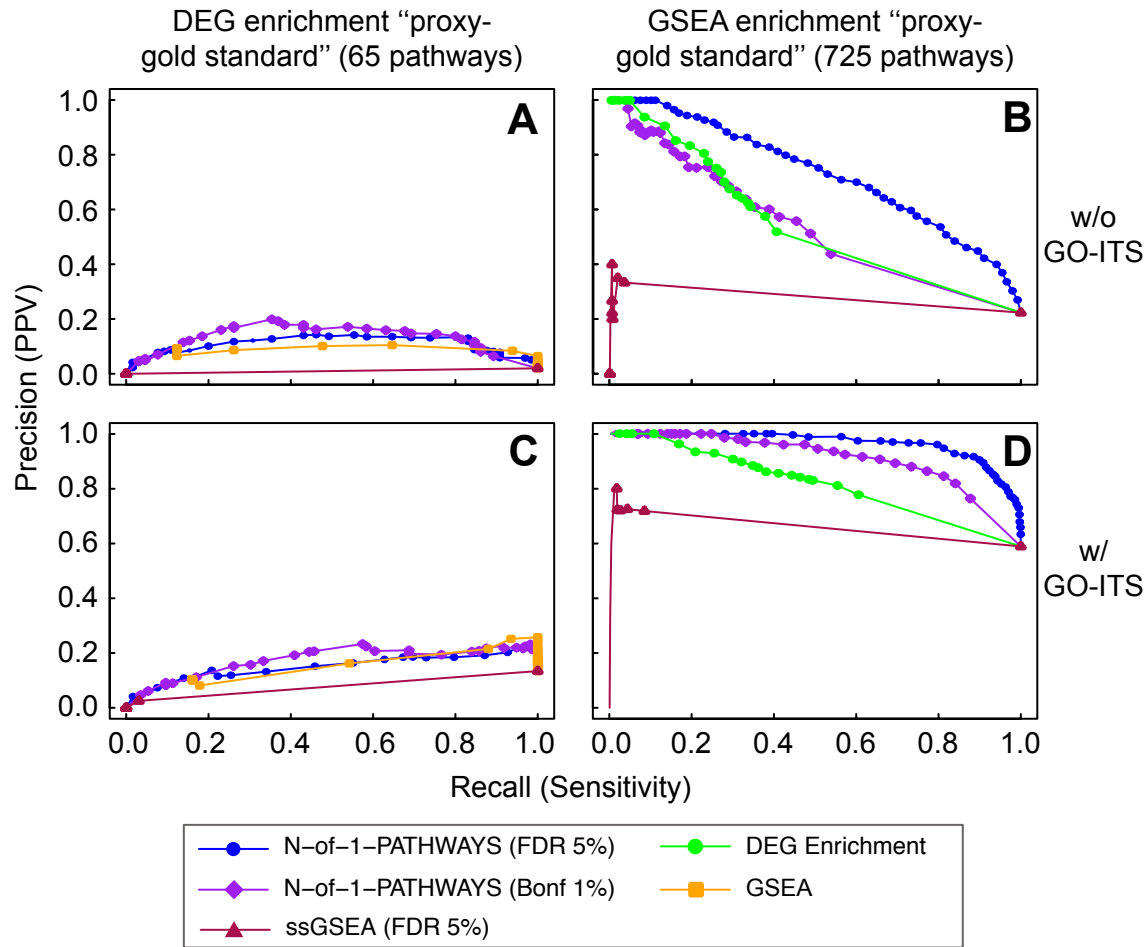 DEG enrichment “proxy-
gold standard” (65 pathways)
GSEA enrichment “proxy-
gold standard” (725 pathways)
A
B
1.0
0.8
0.6
0.4
0.2
0.0
w/o
GO-ITS
Precision (PPV)
C
D
1.0
0.8
0.6
0.4
0.2
0.0
w/
GO-ITS
0.0 0.2 0.4 0.6 0.8 1.0
0.2 0.4 0.6 0.8 1.0
Recall (Sensitivity)
N−of−1−PATHWAYS (FDR 5%)
DEG Enrichment
N−of−1−PATHWAYS (Bonf 1%)
GSEA
ssGSEA (FDR 5%)